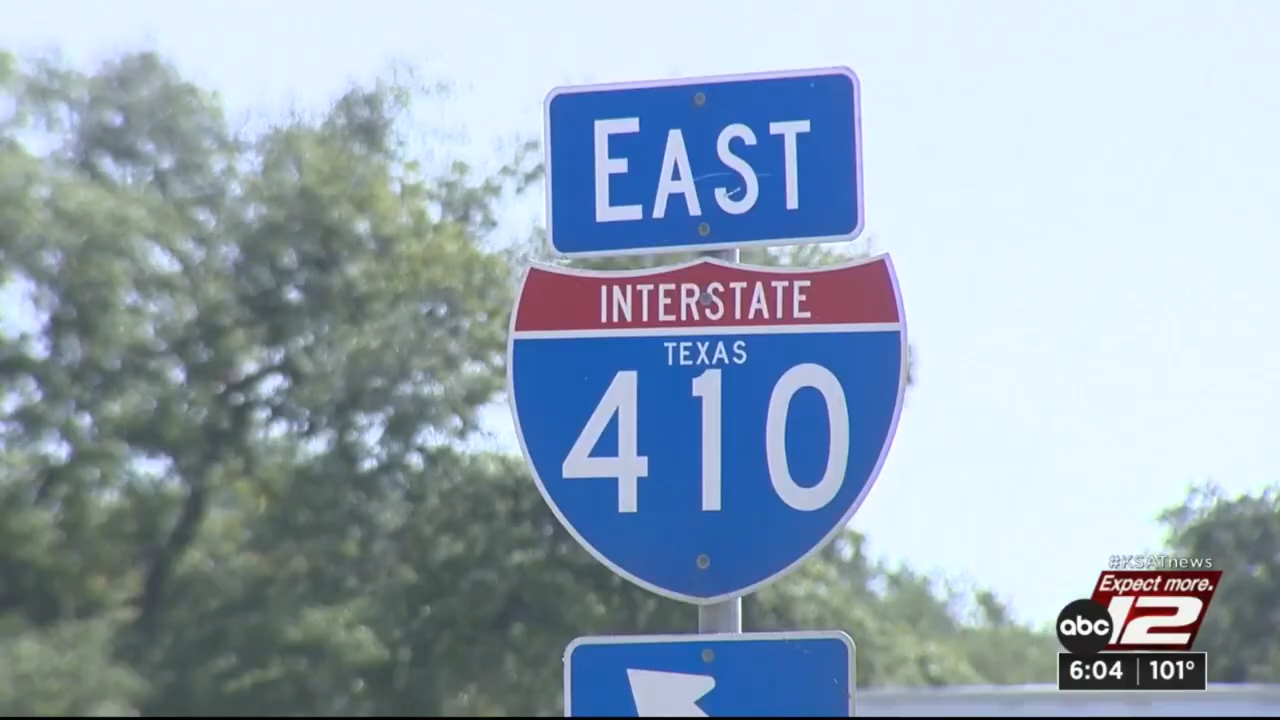 EAST
INTERSTATE
TEXAS
410
#KSATnews
Expect more.
abc 12
6:04 101°